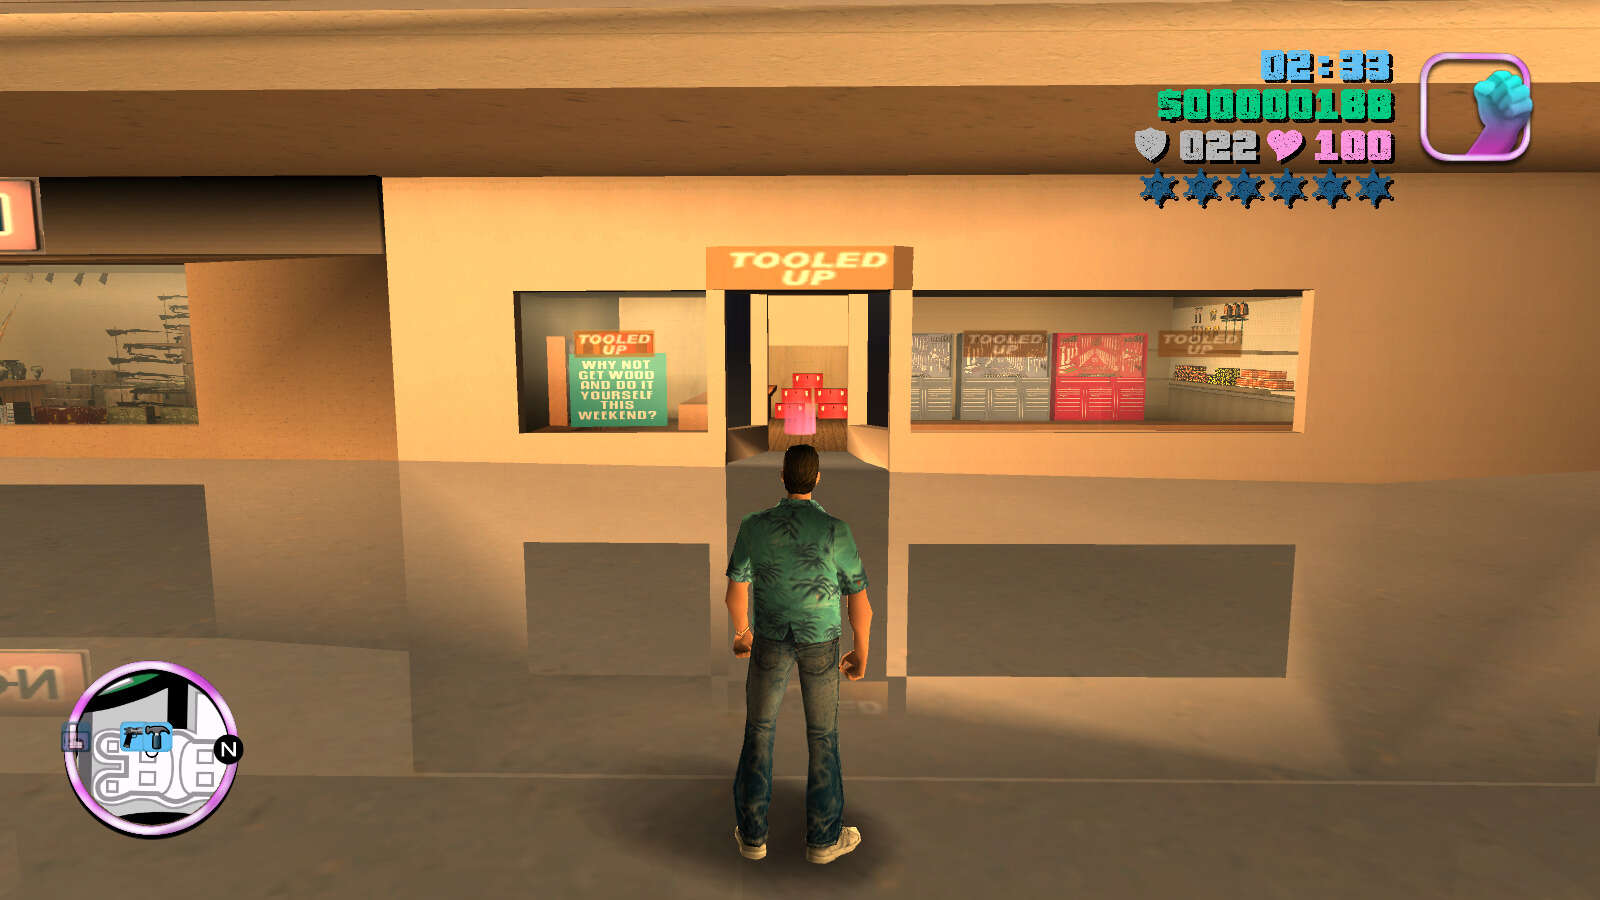 02:33
$00000188
022 100
TOOLED
UP
TOOLED
UP
WHY NOT
GET WOOD
AND DO IT
YOURSELF
THIS
WEEKEND?
TOOLED
UP
TOOLED
UP
L
N